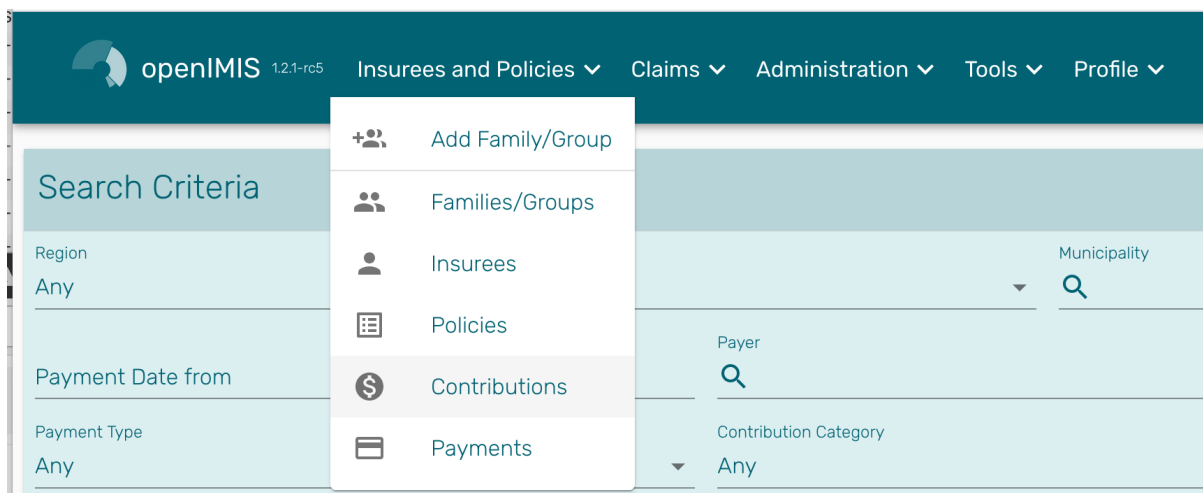 openIMIS 1.2.1-rc5 Insurees and Policies Claims Administration Tools Profile
Add Family/Group
Families/Groups
Insurees
Policies
Contributions
Payments
Search Criteria
Region
Any
Municipality
Payment Date from
Payer
Payment Type
Any
Contribution Category
Any